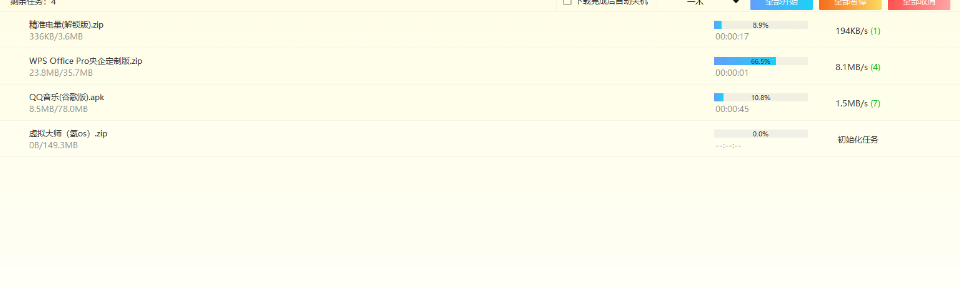 剩余任务：4
下载完成后自动关机
全部开始
全部暂停
全部取消
精准电量(解锁版).zip
336KB/3.6MB
8.9%
00:00:17
194KB/s (1)
WPS Office Pro央企定制版.zip
23.8MB/35.7MB
66.5%
00:00:01
8.1MB/s (4)
QQ音乐(谷歌版).apk
8.5MB/78.0MB
10.8%
00:00:45
1.5MB/s (7)
虚拟大师（氢os）.zip
0B/149.3MB
0.0%
--:--:--
初始化任务